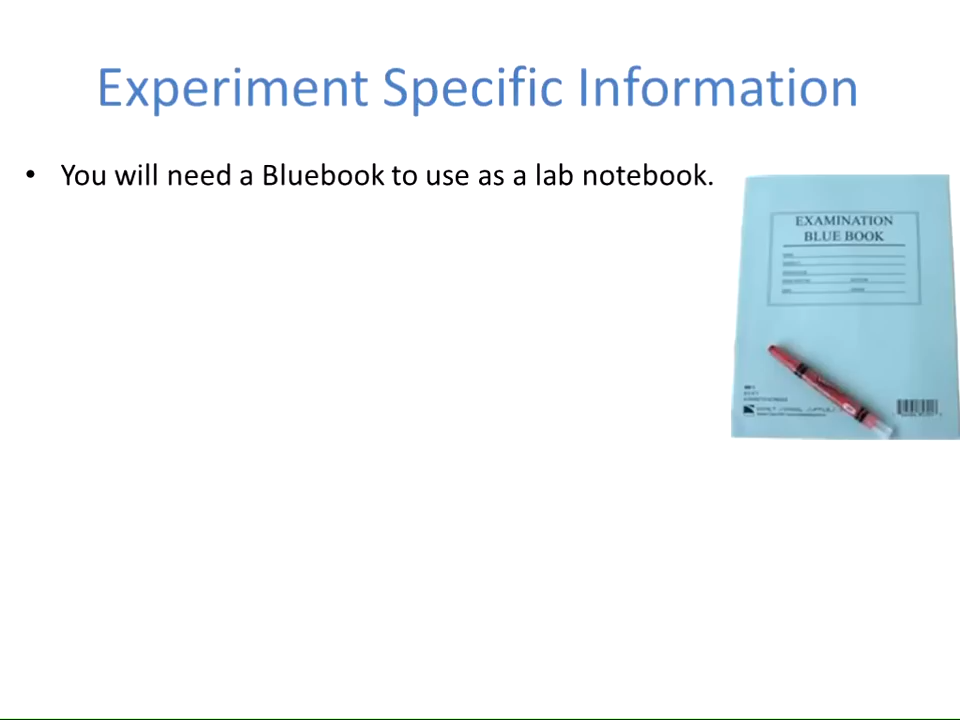 Experiment Specific Information
• You will need a Bluebook to use as a lab notebook.
EXAMINATION
BLUE BOOK